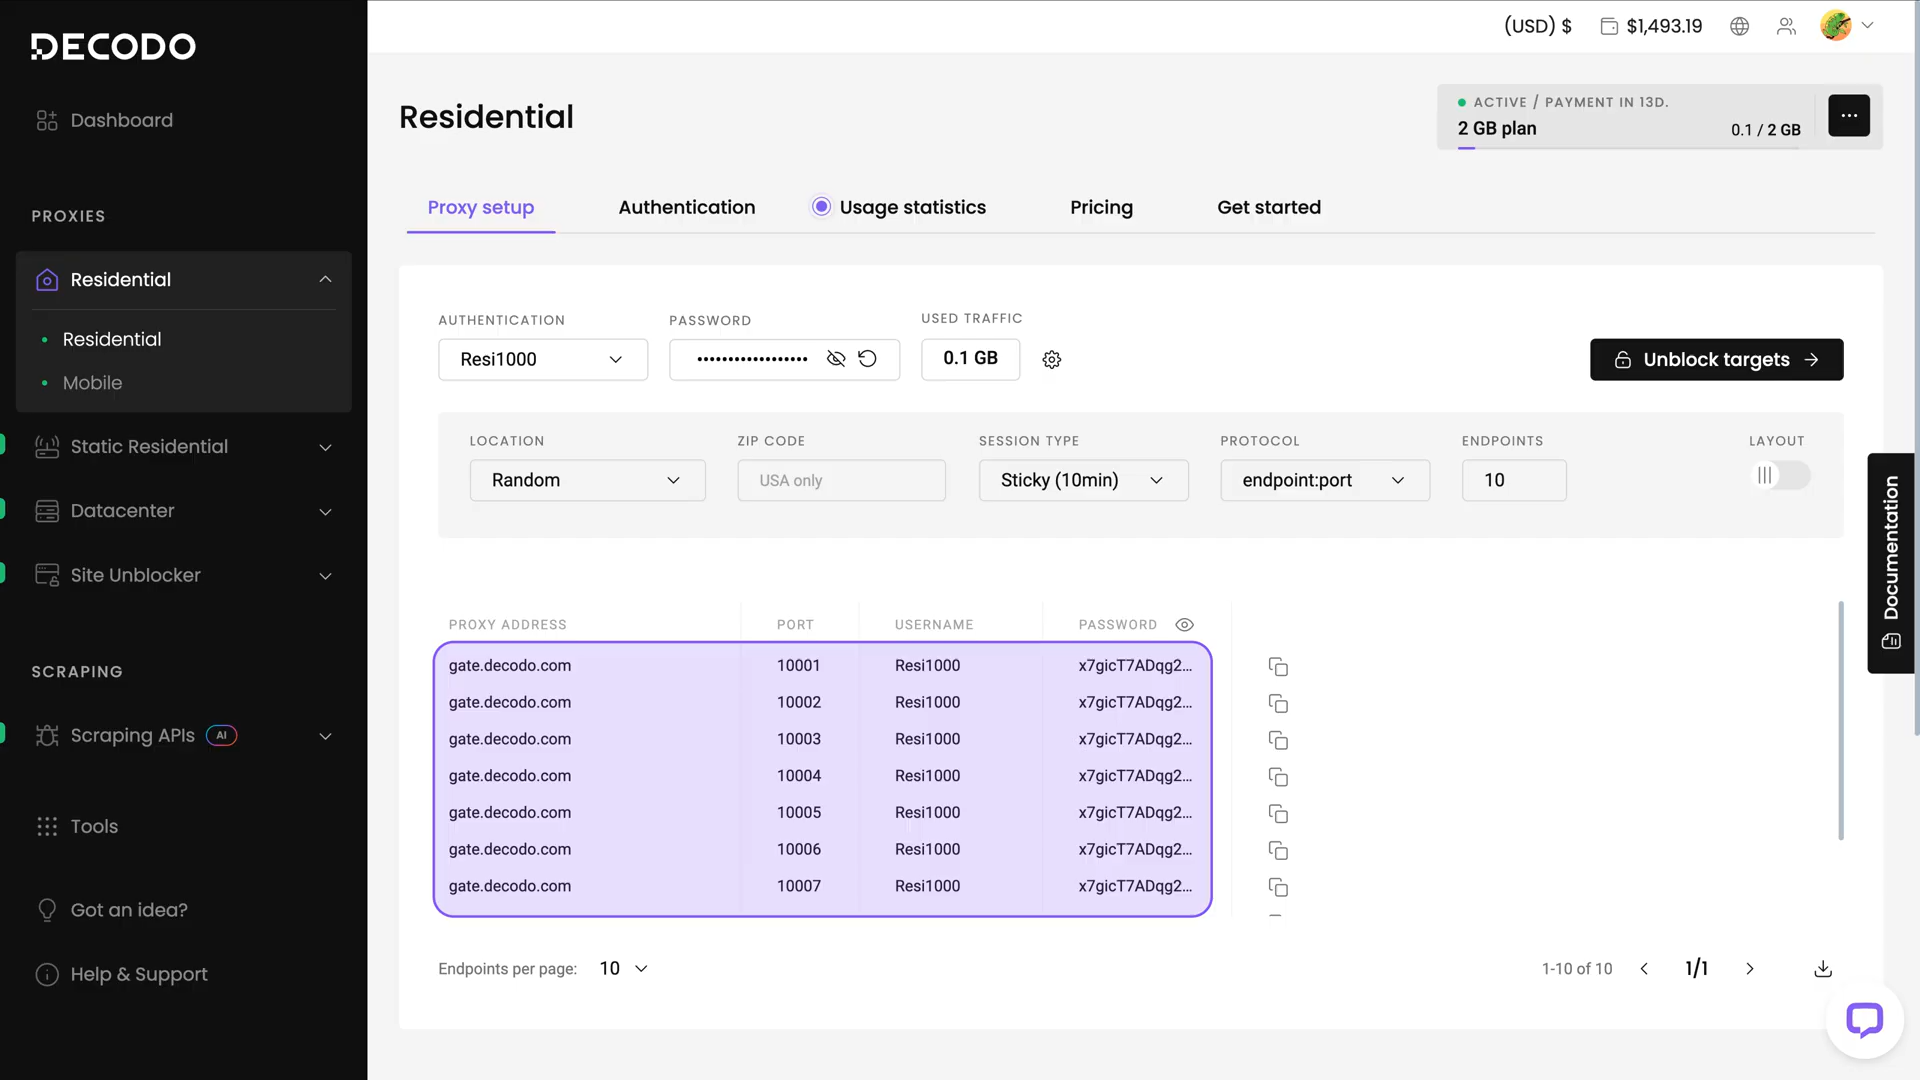 DECODO
(USD) $
$1,493.19
Dashboard
PROXIES
Residential
Residential
Mobile
Static Residential
Datacenter
Site Unblocker
SCRAPING
Scraping APIs AI
Tools
Got an idea?
Help & Support
Residential
ACTIVE / PAYMENT IN 13D.
2 GB plan
0.1 / 2 GB
...
Proxy setup
Authentication
Usage statistics
Pricing
Get started
AUTHENTICATION
Resi1000
PASSWORD
••••••••••••••••••
USED TRAFFIC
0.1 GB
Unblock targets
LOCATION
Random
ZIP CODE
USA only
SESSION TYPE
Sticky (10min)
PROTOCOL
endpoint:port
ENDPOINTS
10
LAYOUT
Documentation
PROXY ADDRESS PORT USERNAME PASSWORD
gate.decodo.com 10001 Resi1000 x7gicT7ADqg2...
gate.decodo.com 10002 Resi1000 x7gicT7ADqg2...
gate.decodo.com 10003 Resi1000 x7gicT7ADqg2...
gate.decodo.com 10004 Resi1000 x7gicT7ADqg2...
gate.decodo.com 10005 Resi1000 x7gicT7ADqg2...
gate.decodo.com 10006 Resi1000 x7gicT7ADqg2...
gate.decodo.com 10007 Resi1000 x7gicT7ADqg2...
Endpoints per page: 10
1-10 of 10
1/1